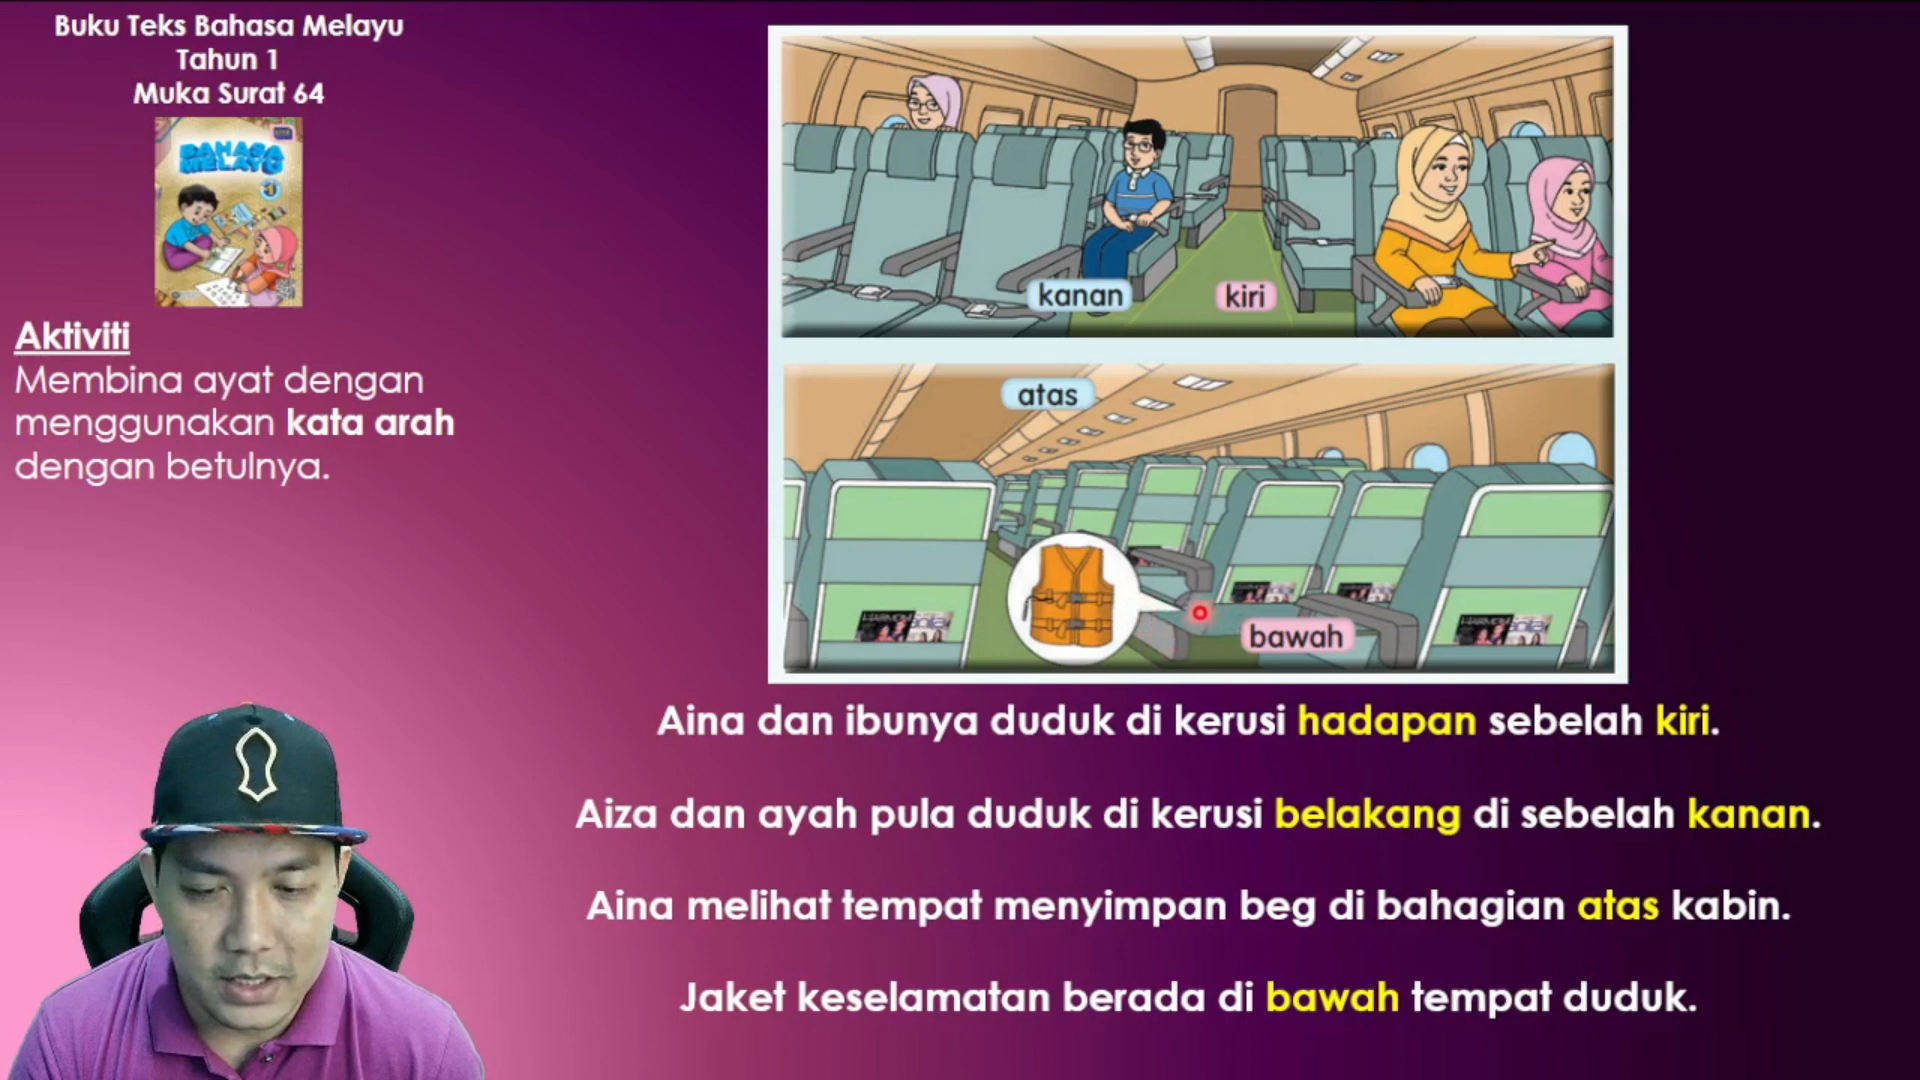 Buku Teks Bahasa Melayu
Tahun 1
Muka Surat 64
BAHASA
MELAYU
1
Aktiviti
Membina ayat dengan
menggunakan kata arah
dengan betulnya.
kanan
kiri
atas
bawah
Aina dan ibunya duduk di kerusi hadapan sebelah kiri.
Aiza dan ayah pula duduk di kerusi belakang di sebelah kanan.
Aina melihat tempat menyimpan beg di bahagian atas kabin.
Jaket keselamatan berada di bawah tempat duduk.